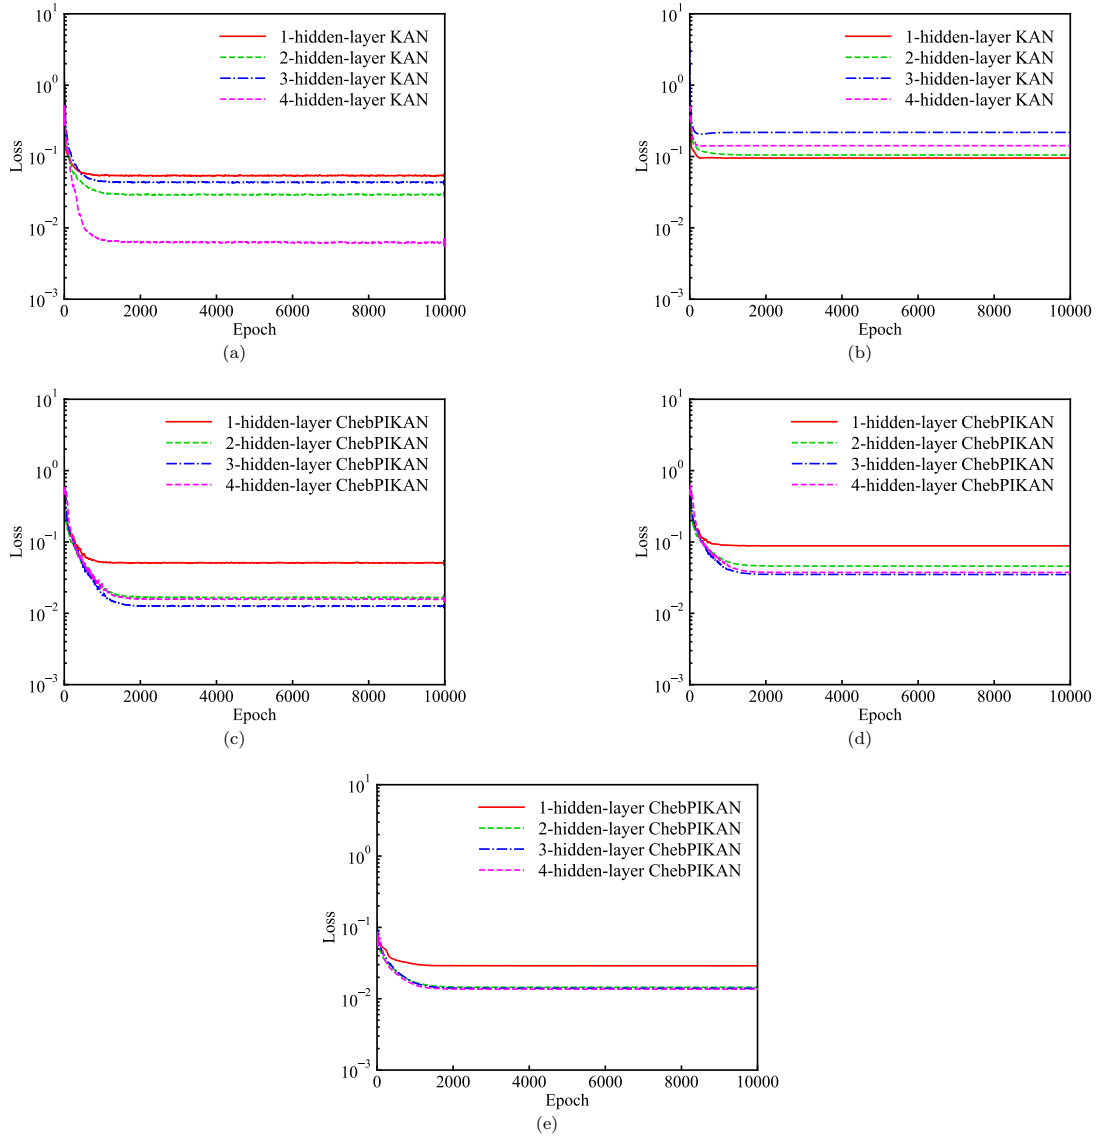 10^1
10^0
10^−1
10^−2
10^−3
Loss
1-hidden-layer KAN
2-hidden-layer KAN
3-hidden-layer KAN
4-hidden-layer KAN
0 2000 4000 6000 8000 10000
Epoch
(a)
10^1
10^0
10^−1
10^−2
10^−3
Loss
1-hidden-layer KAN
2-hidden-layer KAN
3-hidden-layer KAN
4-hidden-layer KAN
0 2000 4000 6000 8000 10000
Epoch
(b)
10^1
10^0
10^−1
10^−2
10^−3
Loss
1-hidden-layer ChebPIKAN
2-hidden-layer ChebPIKAN
3-hidden-layer ChebPIKAN
4-hidden-layer ChebPIKAN
0 2000 4000 6000 8000 10000
Epoch
(c)
10^1
10^0
10^−1
10^−2
10^−3
Loss
1-hidden-layer ChebPIKAN
2-hidden-layer ChebPIKAN
3-hidden-layer ChebPIKAN
4-hidden-layer ChebPIKAN
0 2000 4000 6000 8000 10000
Epoch
(d)
10^1
10^0
10^−1
10^−2
10^−3
Loss
1-hidden-layer ChebPIKAN
2-hidden-layer ChebPIKAN
3-hidden-layer ChebPIKAN
4-hidden-layer ChebPIKAN
0 2000 4000 6000 8000 10000
Epoch
(e)